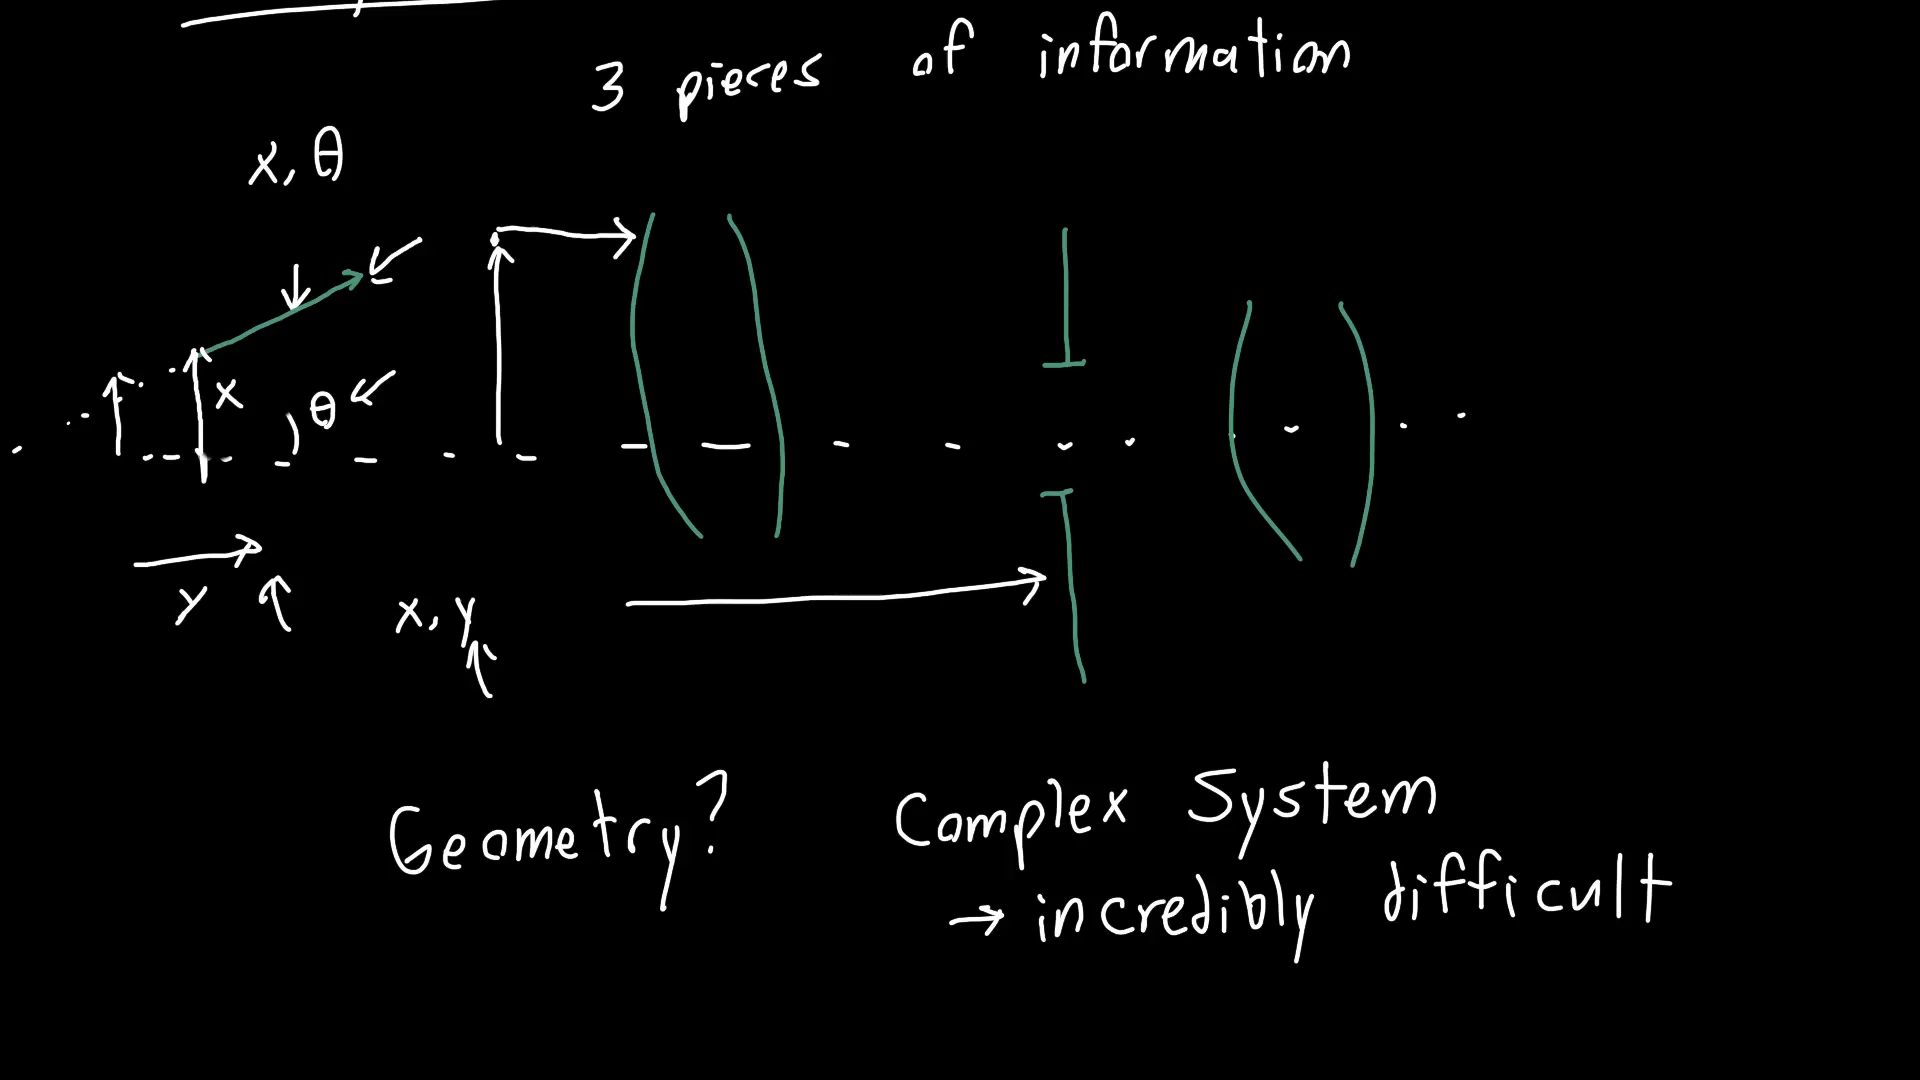 3 pieces of information
x, θ
x
θ
y
x, y
Geometry?
Complex System
→ incredibly difficult